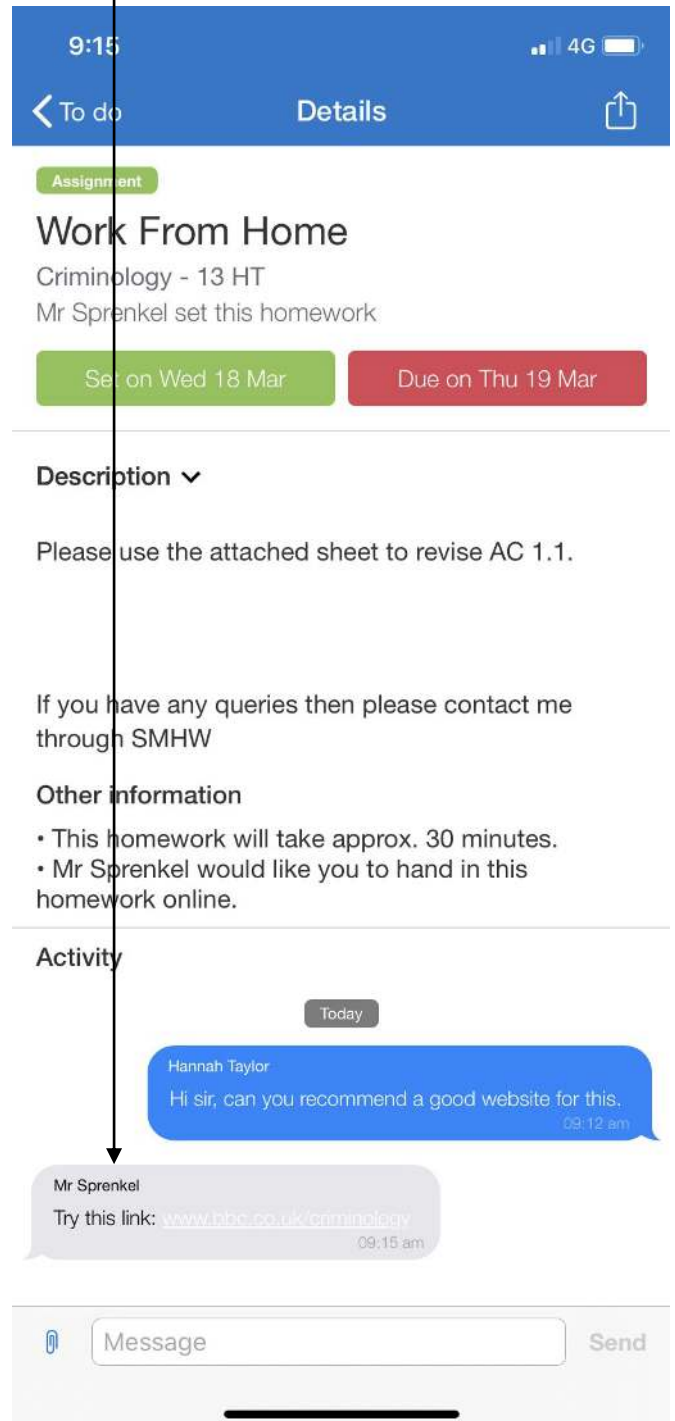 9:15
4G
To do
Details
Assignment
Work From Home
Criminology - 13 HT
Mr Sprenkel set this homework
Set on Wed 18 Mar
Due on Thu 19 Mar
Description
Please use the attached sheet to revise AC 1.1.
If you have any queries then please contact me
through SMHW
Other information
• This homework will take approx. 30 minutes.
• Mr Sprenkel would like you to hand in this
homework online.
Activity
Today
Hannah Taylor
Hi sir, can you recommend a good website for this.
09:12 am
Mr Sprenkel
Try this link: www.bbc.co.uk/criminology
09:15 am
Message
Send